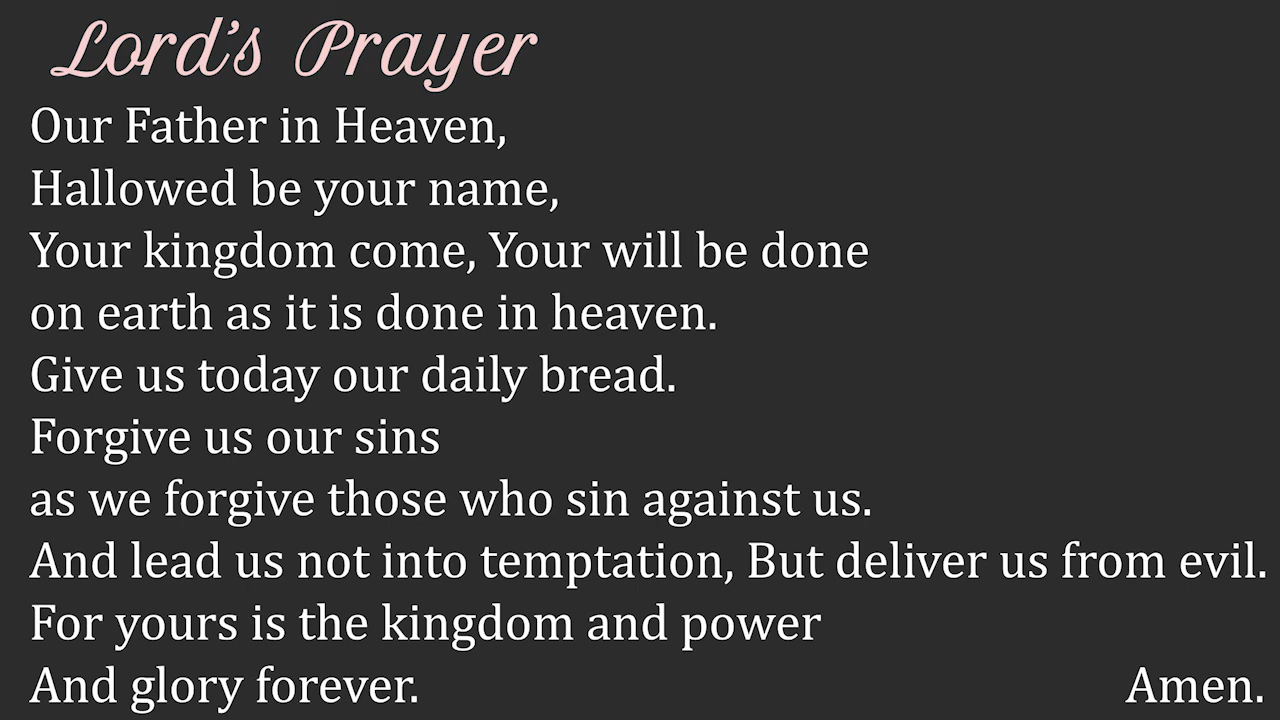 Lord's Prayer
Our Father in Heaven,
Hallowed be your name,
Your kingdom come, Your will be done
on earth as it is done in heaven.
Give us today our daily bread.
Forgive us our sins
as we forgive those who sin against us.
And lead us not into temptation, But deliver us from evil.
For yours is the kingdom and power
And glory forever. Amen.